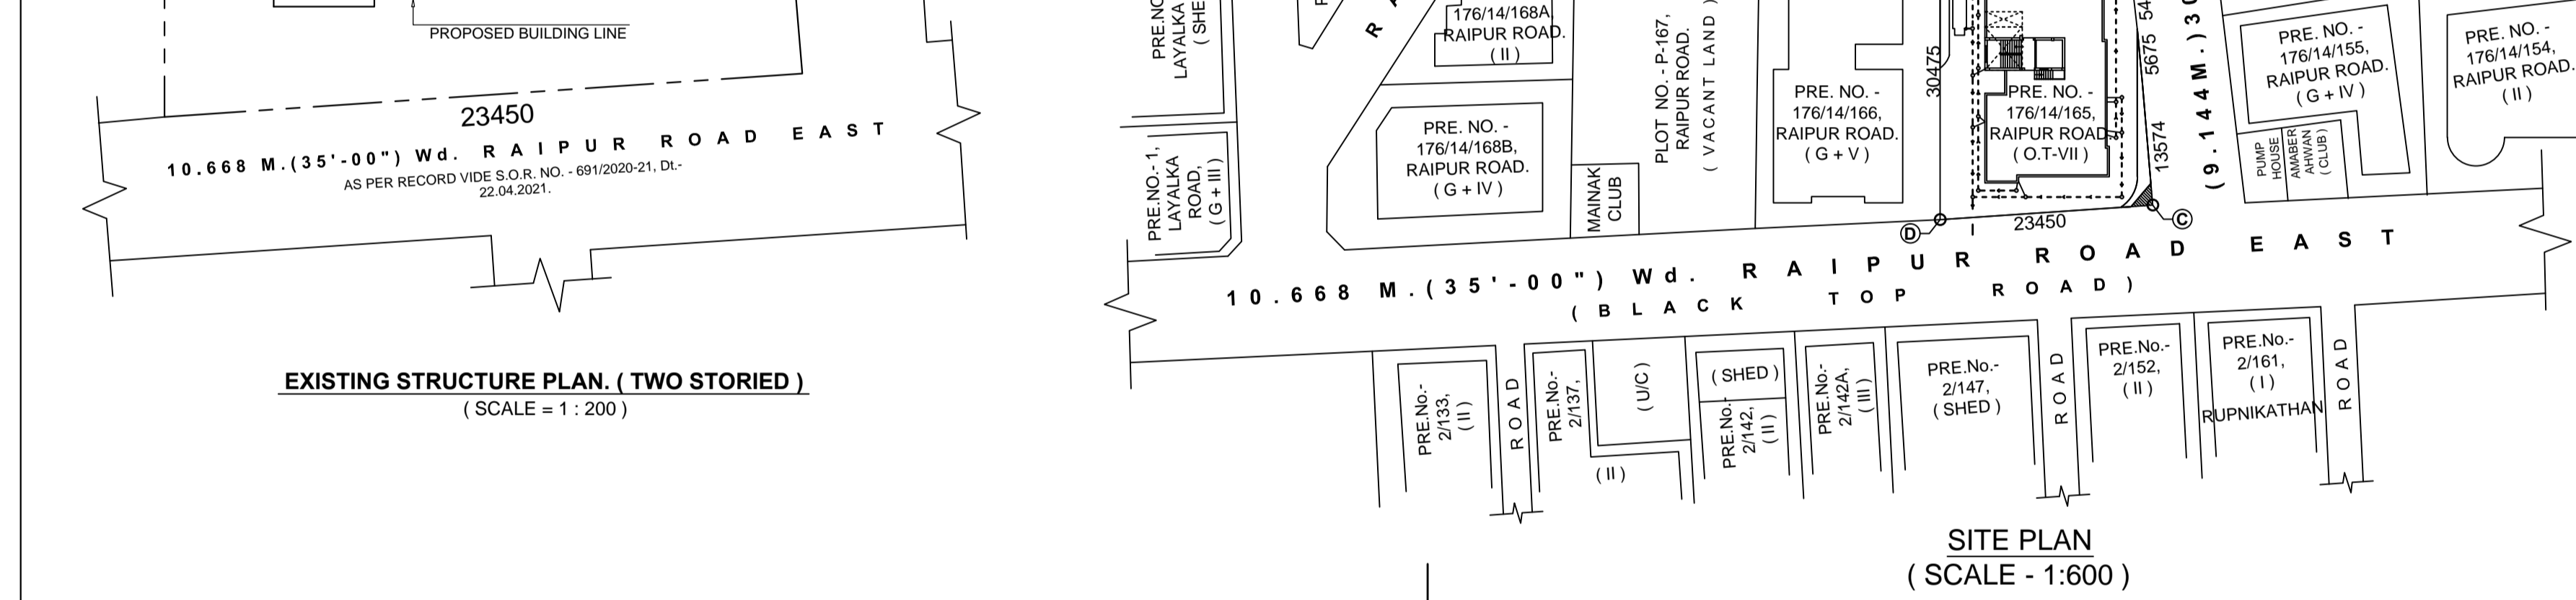 PROPOSED BUILDING LINE
23450
10.668 M.(35'-00") Wd. RAIPUR ROAD EAST
AS PER RECORD VIDE S.O.R. NO. - 691/2020-21, Dt.-
22.04.2021.
EXISTING STRUCTURE PLAN. ( TWO STORIED )
( SCALE = 1 : 200 )
LAYALKA
PRE.NO.- 1,
LAYALKA
ROAD,
( G + III )
176/14/168A
RAIPUR ROAD.
( II )
PRE. NO. -
176/14/168B,
RAIPUR ROAD.
( G + IV )
MAINAK
CLUB
PLOT NO. - P-167,
RAIPUR ROAD.
( VACANT LAND )
PRE. NO. -
176/14/166,
RAIPUR ROAD.
( G + V )
30475
PRE. NO. -
176/14/165,
RAIPUR ROAD
( O.T-VII )
5675
13574
23450
D
C
PRE. NO. -
176/14/155,
RAIPUR ROAD.
( G + IV )
PUMP
HOUSE
AMABER
AHWAN
( CLUB )
PRE. NO. -
176/14/154,
RAIPUR ROAD.
( II )
10.668 M.(35'-00") Wd. RAIPUR ROAD EAST
( BLACK TOP ROAD )
PRE.No.-
2/133,
( II )
ROAD
PRE.No.-
2/137,
( U/C )
( II )
( SHED )
PRE.No.-
2/142,
( II )
PRE.No.-
2/142A,
( III )
PRE.No.-
2/147,
( SHED )
ROAD
PRE.No.-
2/152,
( II )
PRE.No.-
2/161,
( I )
RUPNIKATHAN
ROAD
SITE PLAN
( SCALE - 1:600 )